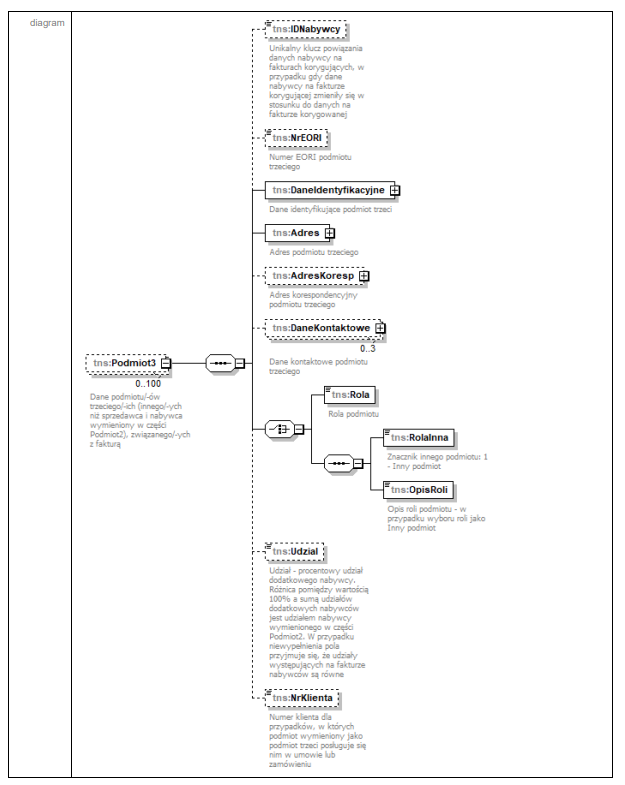 diagram
tns:IDNabywcy
Unikalny klucz powiązania
danych nabywcy na
fakturach korygujących, w
przypadku gdy dane
nabywcy na fakturze
korygującej zmieniły się w
stosunku do danych na
fakturze korygowanej
tns:NrEORI
Numer EORI podmiotu
trzeciego
tns:DaneIdentyfikacyjne
Dane identyfikujące podmiot trzeci
tns:Adres
Adres podmiotu trzeciego
tns:AdresKoresp
Adres korespondencyjny
podmiotu trzeciego
tns:DaneKontaktowe
0..3
Dane kontaktowe podmiotu
trzeciego
tns:Podmiot3
0..100
Dane podmiotu/-ów
trzeciego/-ich (innego/-ych
niż sprzedawca i nabywca
wymieniony w części
Podmiot2), związanego/-ych
z fakturą
tns:Rola
Rola podmiotu
tns:RolaInna
Znacznik innego podmiotu: 1
- Inny podmiot
tns:OpisRoli
Opis roli podmiotu - w
przypadku wyboru roli jako
Inny podmiot
tns:Udzial
Udział - procentowy udział
dodatkowego nabywcy.
Różnica pomiędzy wartością
100% a sumą udziałów
dodatkowych nabywców
jest udziałem nabywcy
wymienionego w części
Podmiot2. W przypadku
niewypełnienia pola
przyjmuje się, że udziały
występujących na fakturze
nabywców są równe
tns:NrKlienta
Numer klienta dla
przypadków, w których
podmiot wymieniony jako
podmiot trzeci posługuje się
nim w umowie lub
zamówieniu